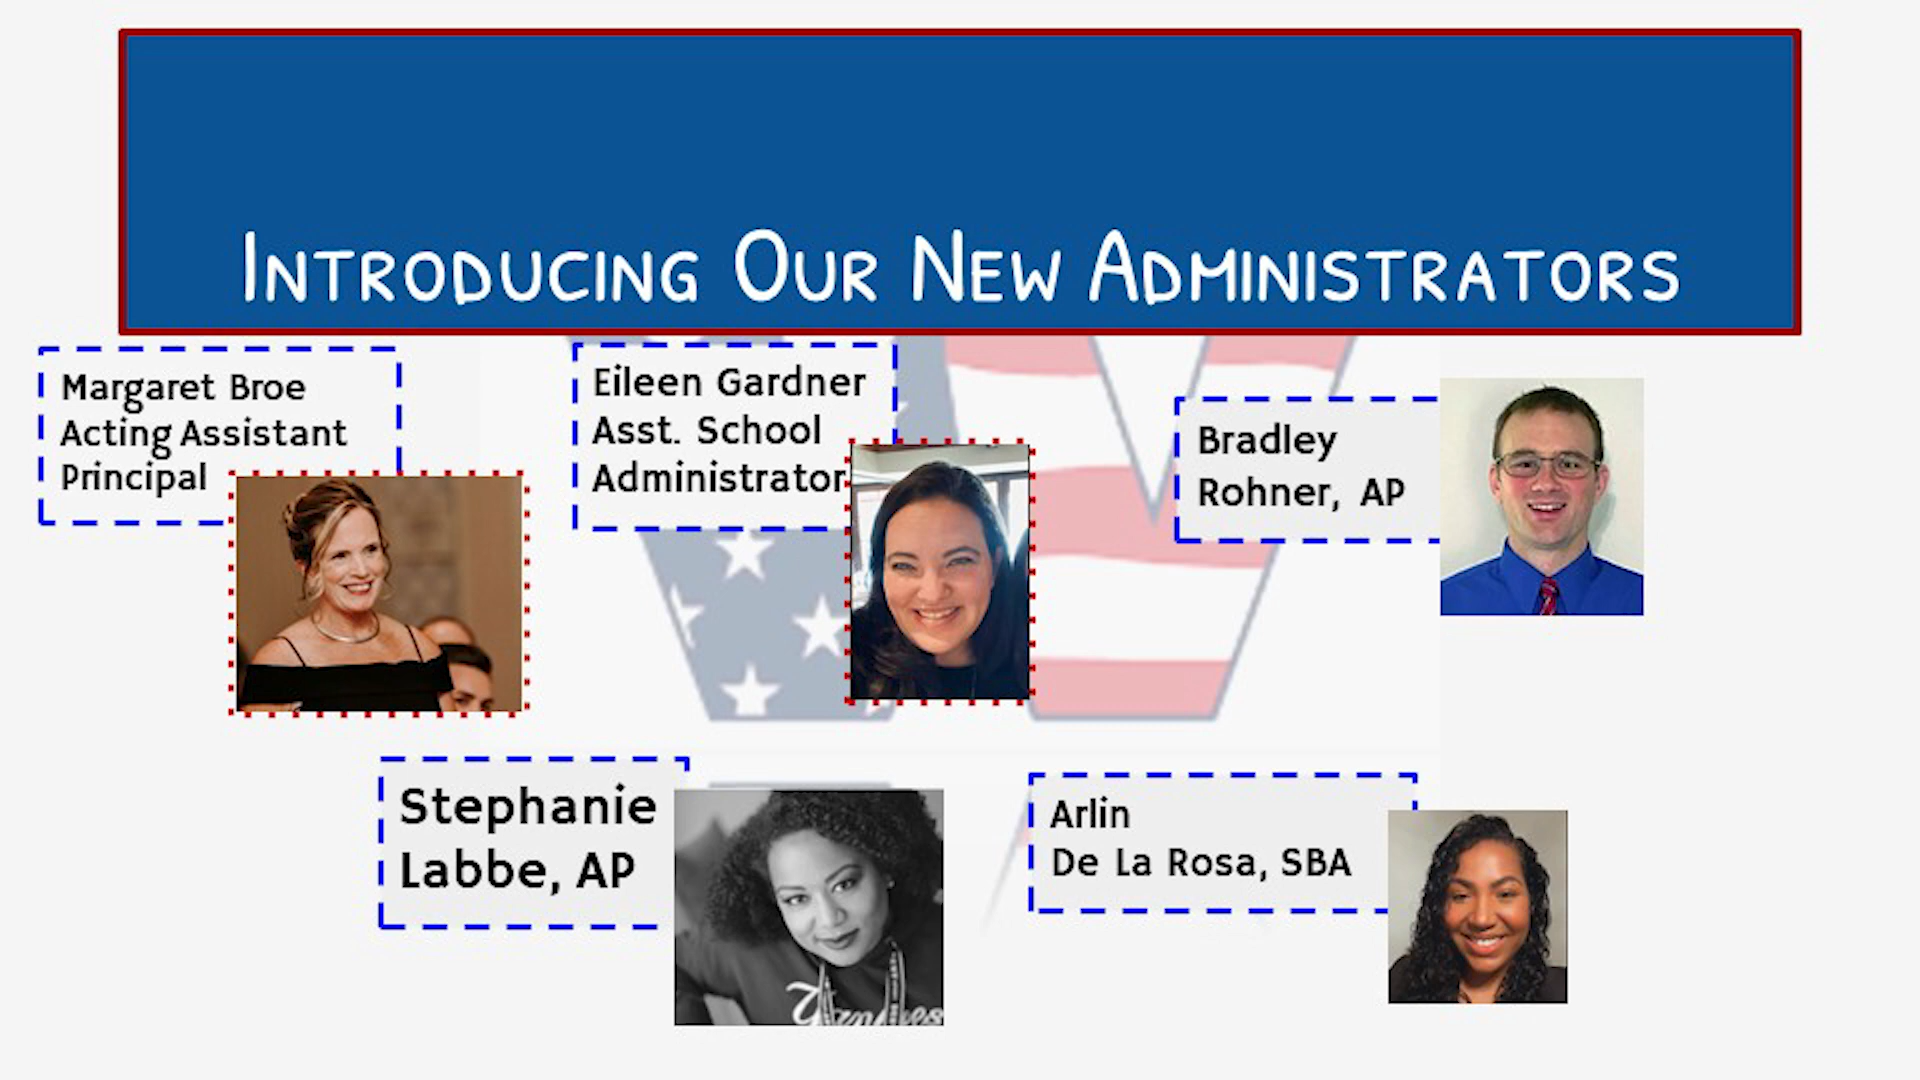 Introducing Our New Administrators
Margaret Broe
Acting Assistant
Principal
Eileen Gardner
Asst. School
Administrator
Bradley
Rohner, AP
Stephanie
Labbe, AP
Yankees
Arlin
De La Rosa, SBA